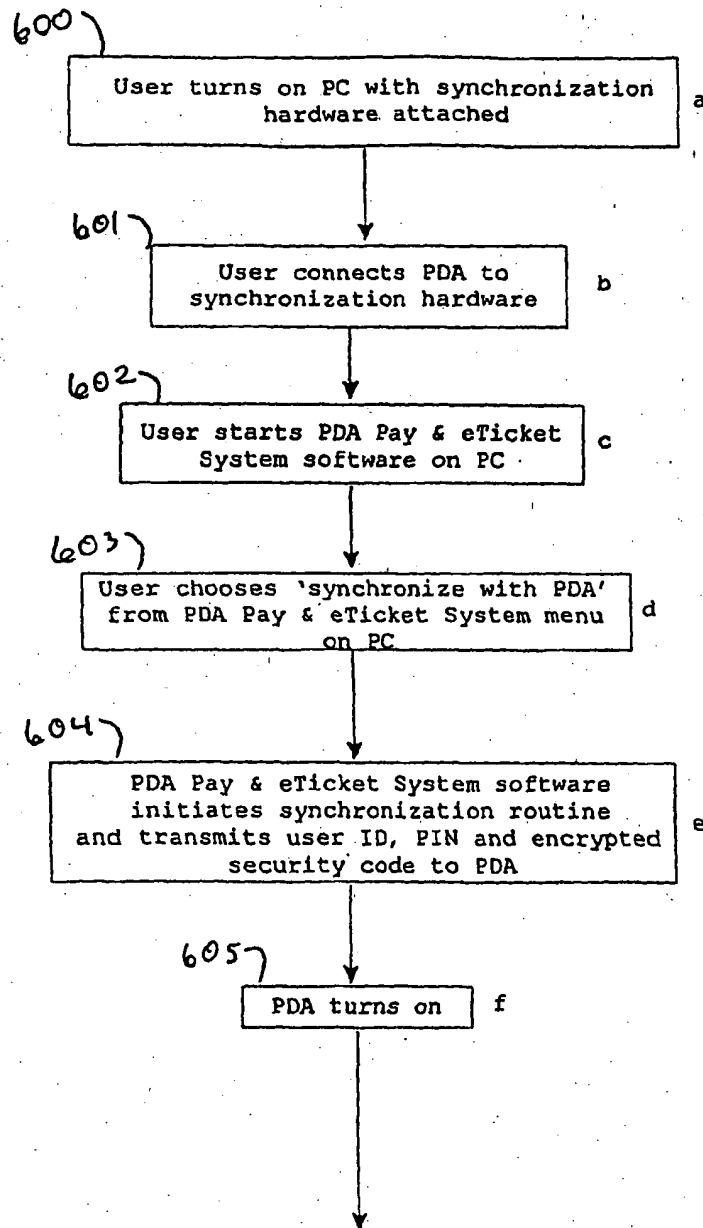 600
User turns on PC with synchronization
hardware attached
a
601
User connects PDA to
synchronization hardware
b
602
User starts PDA Pay & eTicket
System software on PC
c
603
User chooses 'synchronize with PDA'
from PDA Pay & eTicket System menu
on PC
d
604
PDA Pay & eTicket System software
initiates synchronization routine
and transmits user ID, PIN and encrypted
security code to PDA
e
605
PDA turns on
f